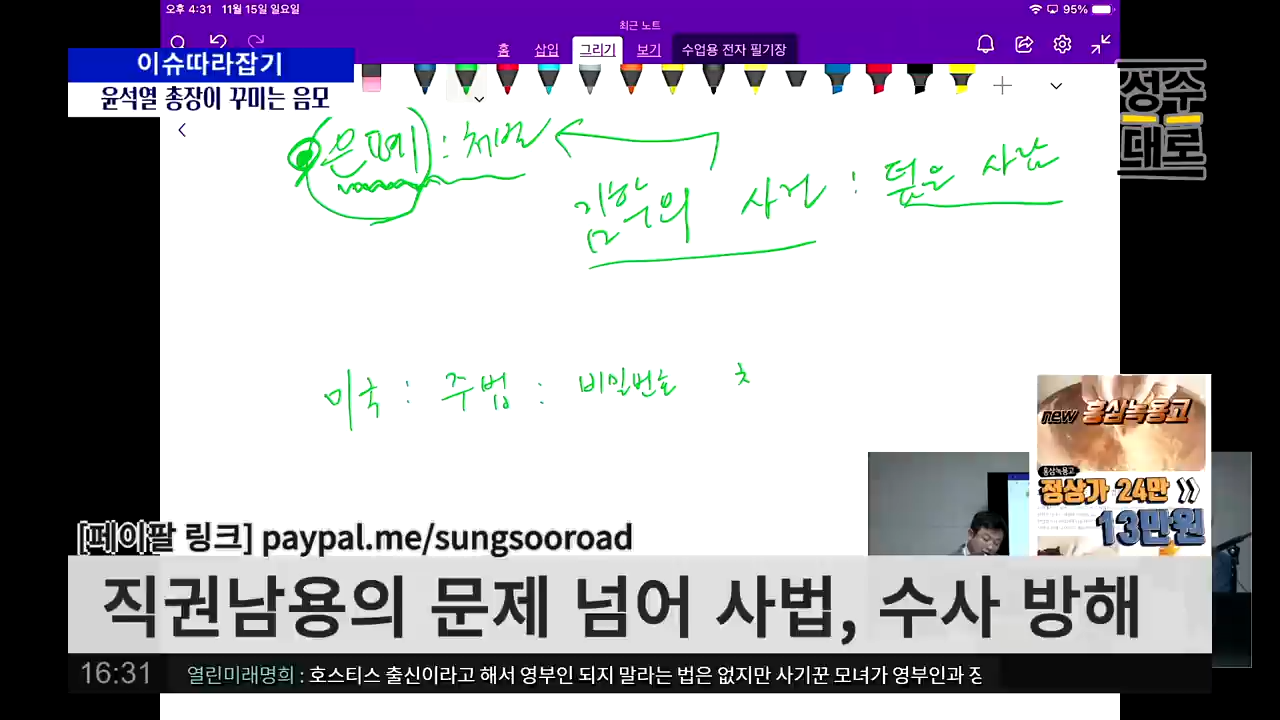 오후 4:31 11월 15일 일요일
95%
최근 노트
홈 삽입 그리기 보기 수업용 전자 필기장
이슈따라잡기
윤석열 총장이 꾸미는 음모
성수
대로
은폐 : 처벌
김학의 사건 : 덮은 사람
미국 : 주법 : 비밀번호
new 홍삼녹용고
홍삼녹용고
정상가 24만
13만원
[페이팔 링크] paypal.me/sungsooroad
직권남용의 문제 넘어 사법, 수사 방해
16:31 열린미래명희 : 호스티스 출신이라고 해서 영부인 되지 말라는 법은 없지만 사기꾼 모녀가 영부인과